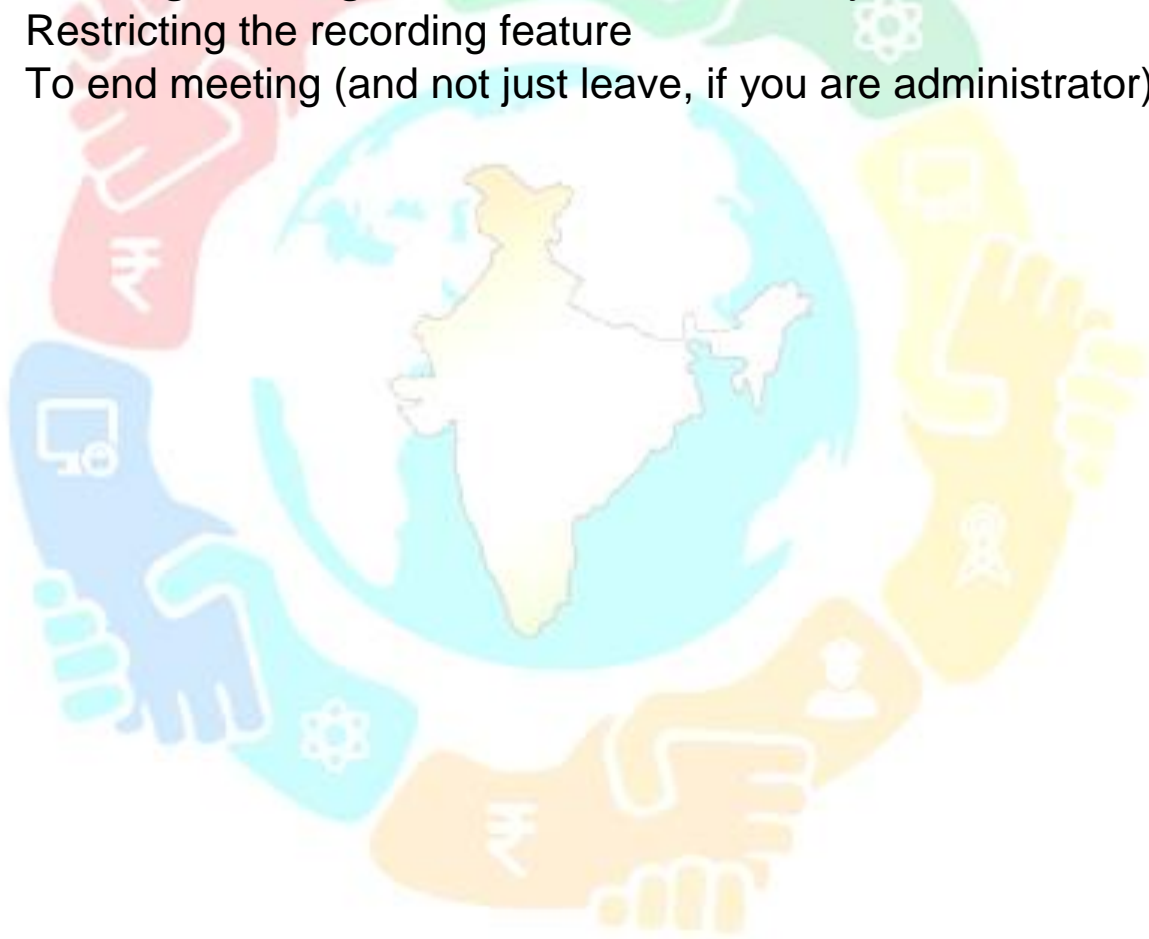 Restricting the recording feature
To end meeting (and not just leave, if you are administrator)
₹
₹